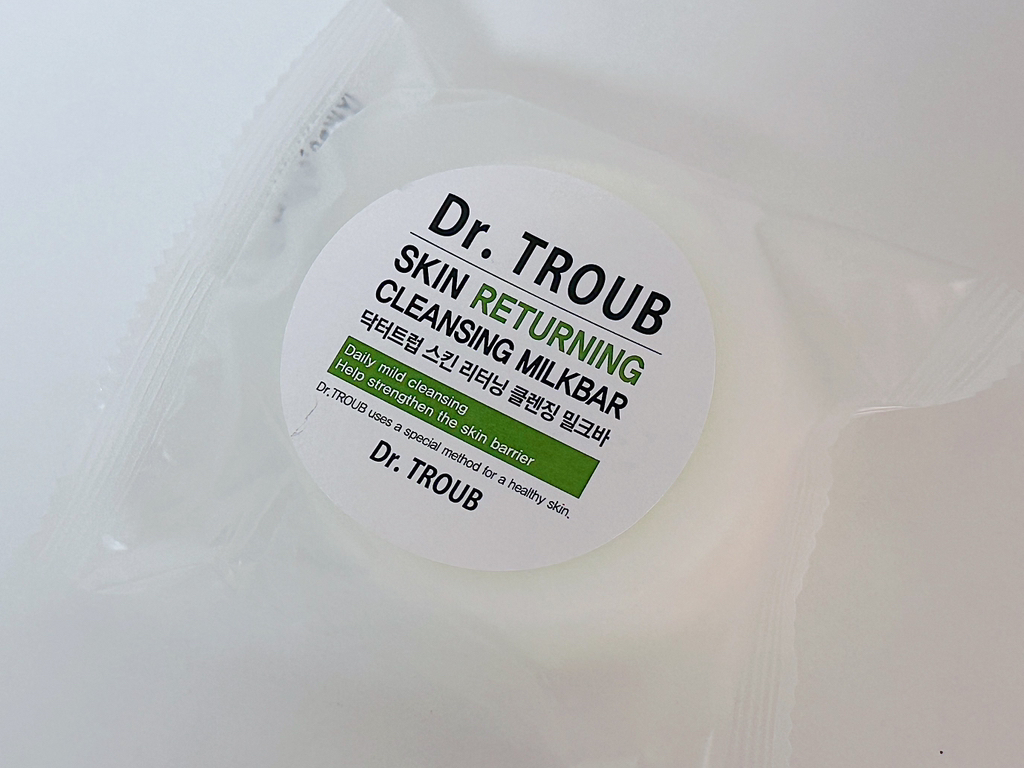 Dr. TROUB
SKIN RETURNING
CLEANSING MILKBAR
닥터트럽 스킨 리터닝 클렌징 밀크바
Daily mild cleansing
Help strengthen the skin barrier
Dr.TROUB uses a special method for a healthy skin.
Dr. TROUB